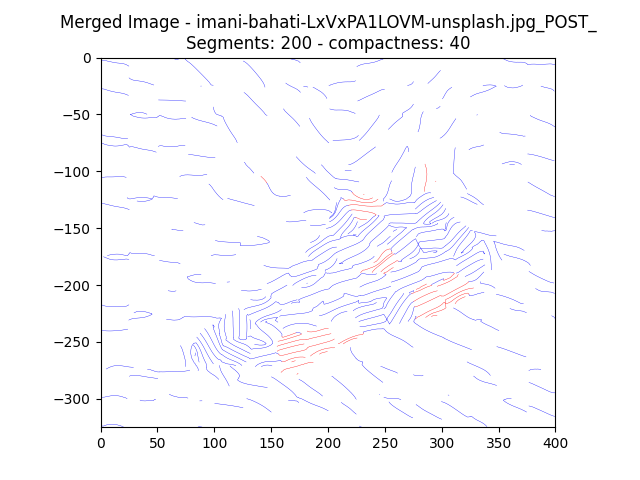 Merged Image - imani-bahati-LxVxPA1LOVM-unsplash.jpg_POST_
Segments: 200 - compactness: 40
0
−50
−100
−150
−200
−250
−300
0 50 100 150 200 250 300 350 400